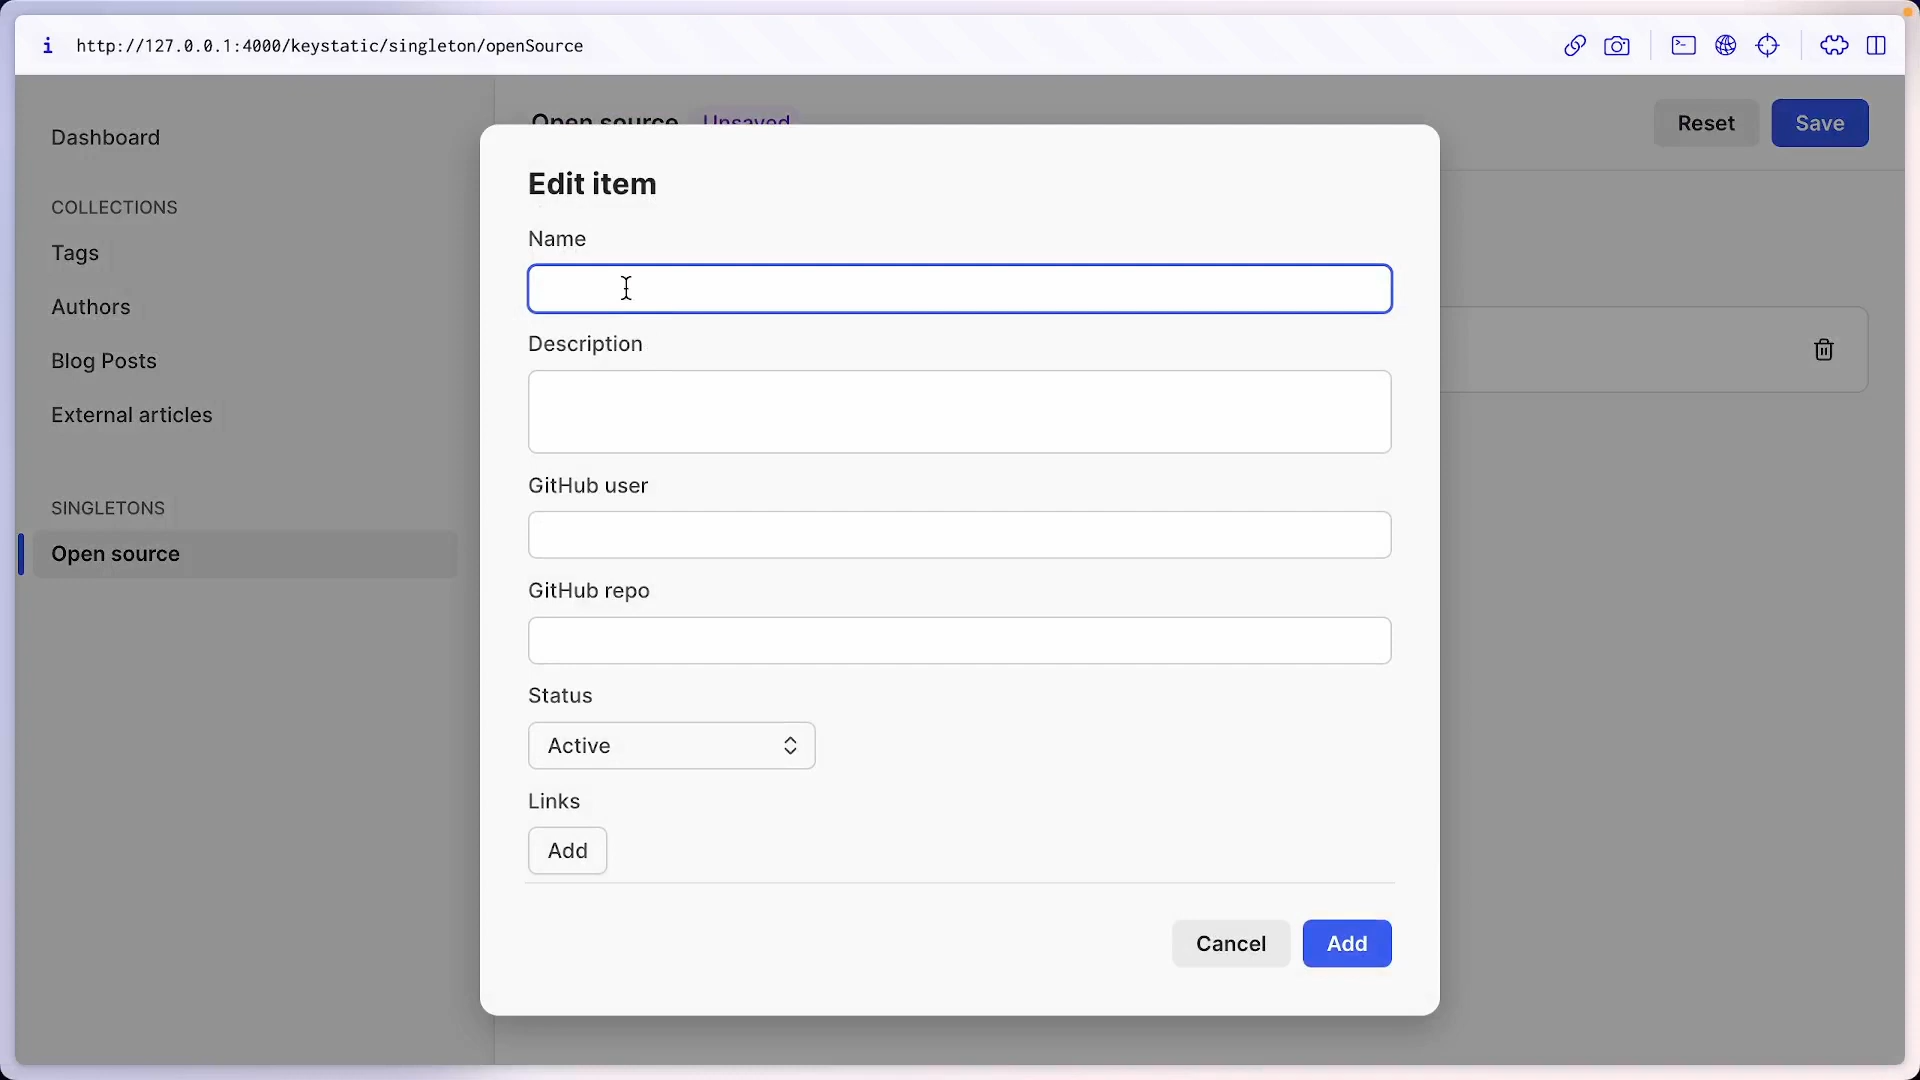 i http://127.0.0.1:4000/keystatic/singleton/openSource
Dashboard
COLLECTIONS
Tags
Authors
Blog Posts
External articles
SINGLETONS
Open source
Open source Unsaved
Reset
Save
Edit item
Name
Description
GitHub user
GitHub repo
Status
Active
Links
Add
Cancel
Add